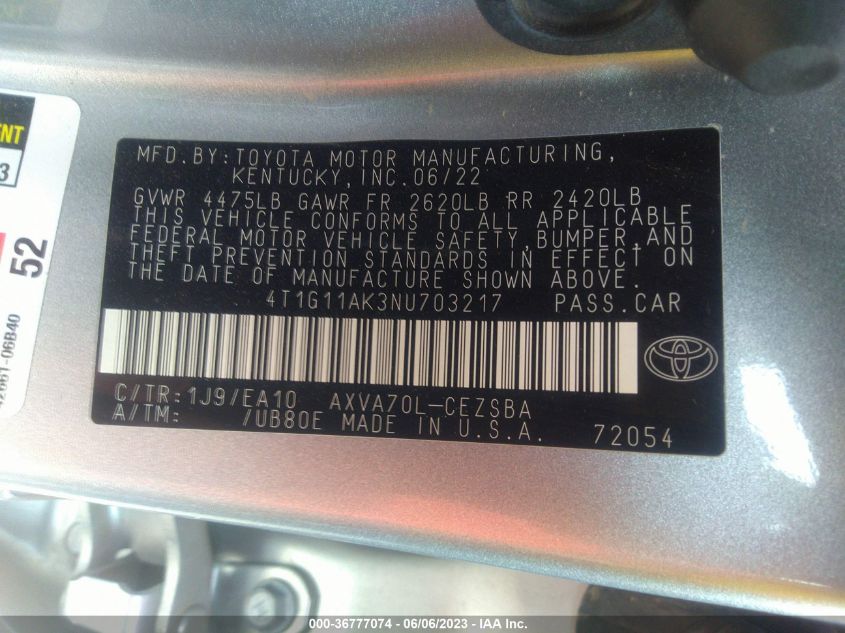 MFD.BY:TOYOTA MOTOR MANUFACTURING,
KENTUCKY,INC.06/22
GVWR 4475LB GAWR FR 2620LB RR 2420LB
THIS VEHICLE CONFORMS TO ALL APPLICABLE
FEDERAL MOTOR VEHICLE SAFETY,BUMPER,AND
THEFT PREVENTION STANDARDS IN EFFECT ON
THE DATE OF MANUFACTURE SHOWN ABOVE.
4T1G11AK3NU703217 PASS.CAR
C/TR:1J9/EA10 AXVA70L-CEZSBA
A/TM: /UB80E MADE IN U.S.A. 72054
52
000-36777074 - 06/06/2023 - IAA Inc.